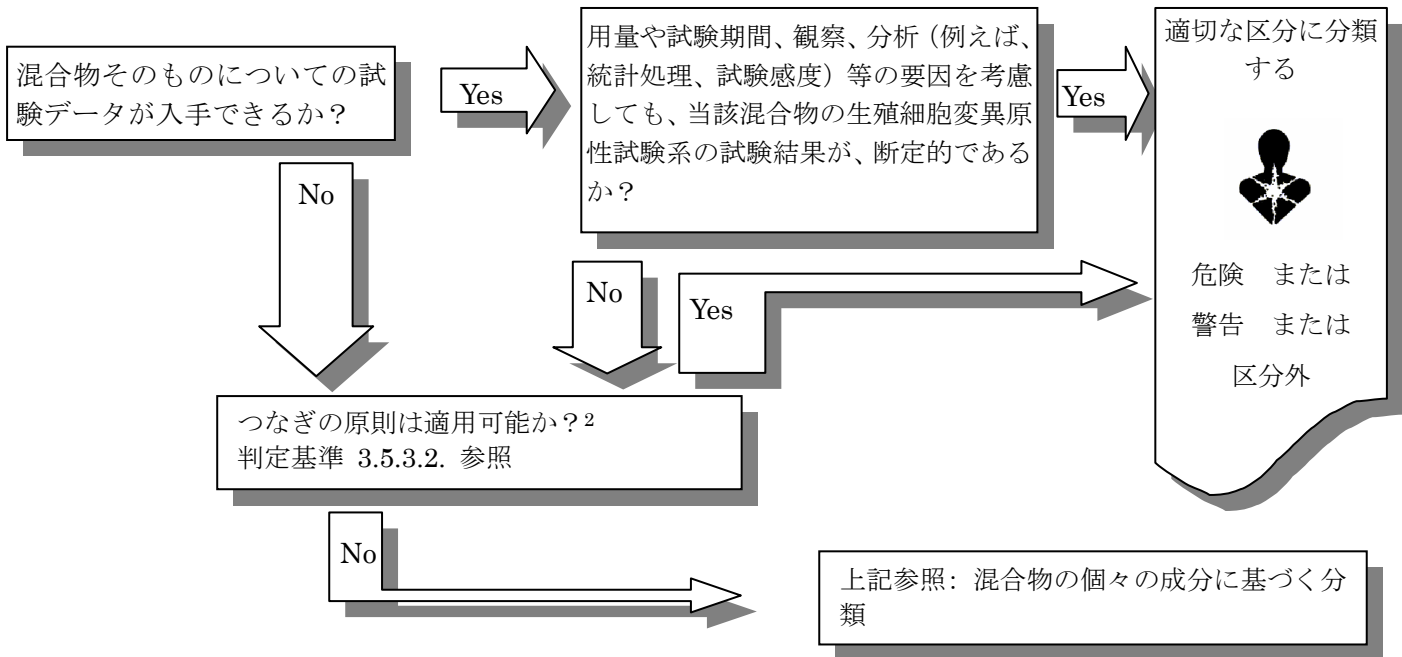 混合物そのものについての試
験データが入手できるか？
Yes
用量や試験期間、観察、分析（例えば、
統計処理、試験感度）等の要因を考慮
しても、当該混合物の生殖細胞変異原
性試験系の試験結果が、断定的である
か？
Yes
適切な区分に分類
する
危険　または
警告　または
区分外
No
No
Yes
つなぎの原則は適用可能か？2
判定基準 3.5.3.2. 参照
No
上記参照: 混合物の個々の成分に基づく分
類